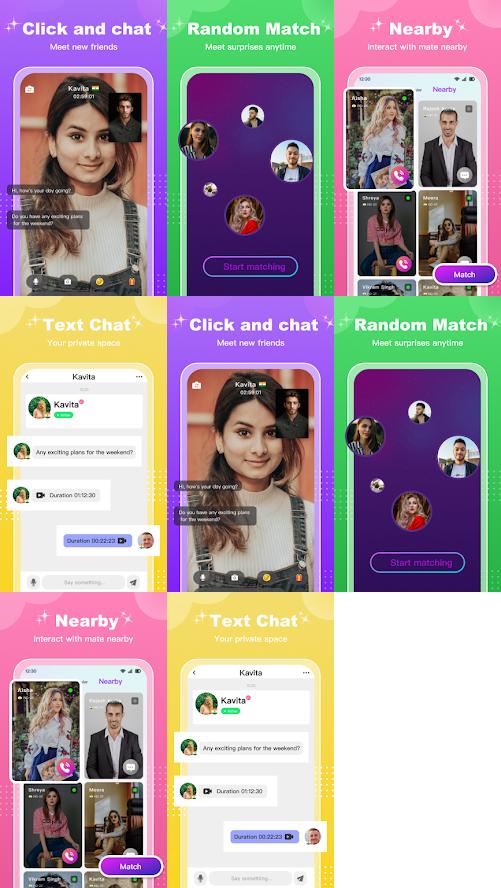 Click and chat
Meet new friends
Kavita
02:59:01
Hi, how's your day going?
Do you have any exciting plans
for the weekend?
Random Match
Meet surprises anytime
Start matching
Nearby
Interact with mate nearby
12:30
Nearby
Aisha
Rajesh
Shreya
Meera
Match
Vikram Singh
Kavita
Text Chat
Your private space
Kavita
Kavita
Any exciting plans for the weekend?
Duration 01:12:30
Duration 00:22:23
Say something...
Click and chat
Meet new friends
Kavita
02:59:01
Hi, how's your day going?
Do you have any exciting plans
for the weekend?
Random Match
Meet surprises anytime
Start matching
Nearby
Interact with mate nearby
12:30
Nearby
Aisha
Shreya
Meera
Match
Vikram Singh
Kavita
Text Chat
Your private space
Kavita
Kavita
Any exciting plans for the weekend?
Duration 01:12:30
Duration 00:22:23
Say something...